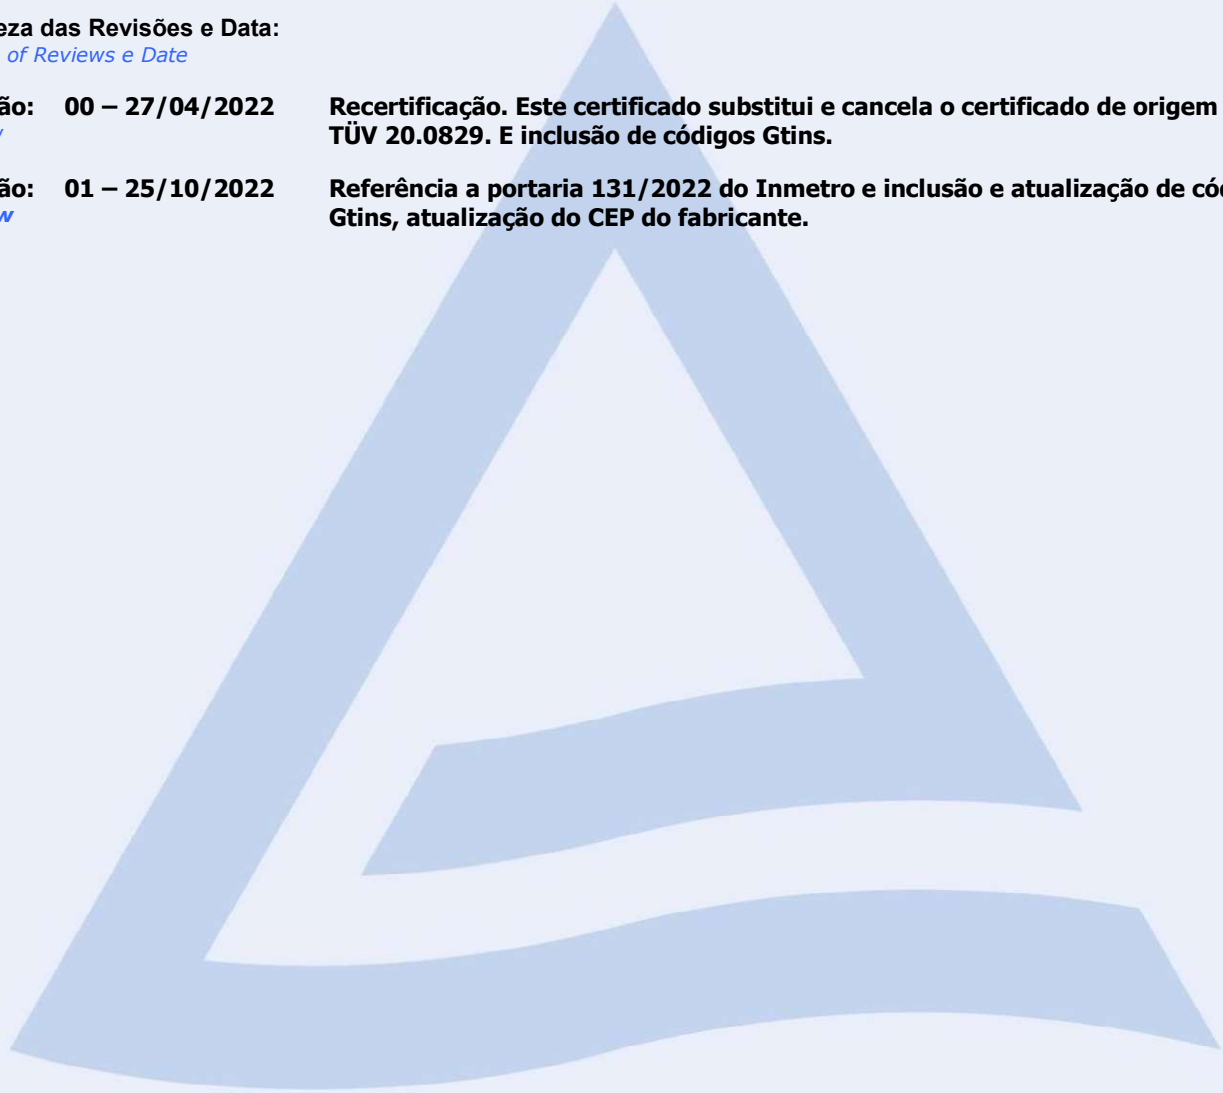 eza das Revisões e Data:
of Reviews e Date
ão: 00 – 27/04/2022 Recertificação. Este certificado substitui e cancela o certificado de origem
TÜV 20.0829. E inclusão de códigos Gtins.
ão: 01 – 25/10/2022 Referência a portaria 131/2022 do Inmetro e inclusão e atualização de
w Gtins, atualização do CEP do fabricante.